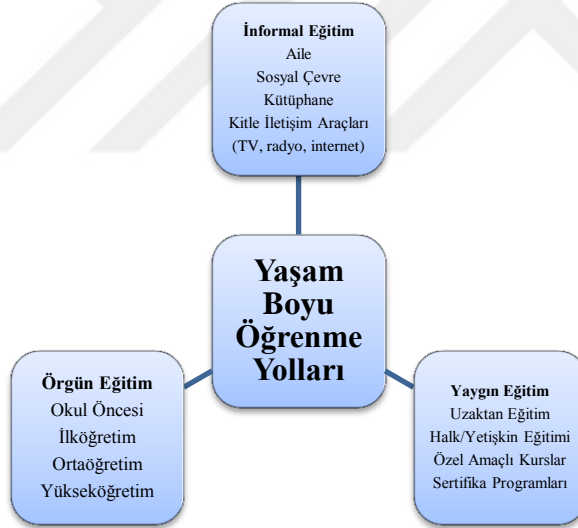 İnformal Eğitim
Aile
Sosyal Çevre
Kütüphane
Kitle İletişim Araçları
(TV, radyo, internet)
Yaşam
Boyu
Öğrenme
Yolları
Örgün Eğitim
Okul Öncesi
İlköğretim
Ortaöğretim
Yükseköğretim
Yaygın Eğitim
Uzaktan Eğitim
Halk/Yetişkin Eğitimi
Özel Amaçlı Kurslar
Sertifika Programları